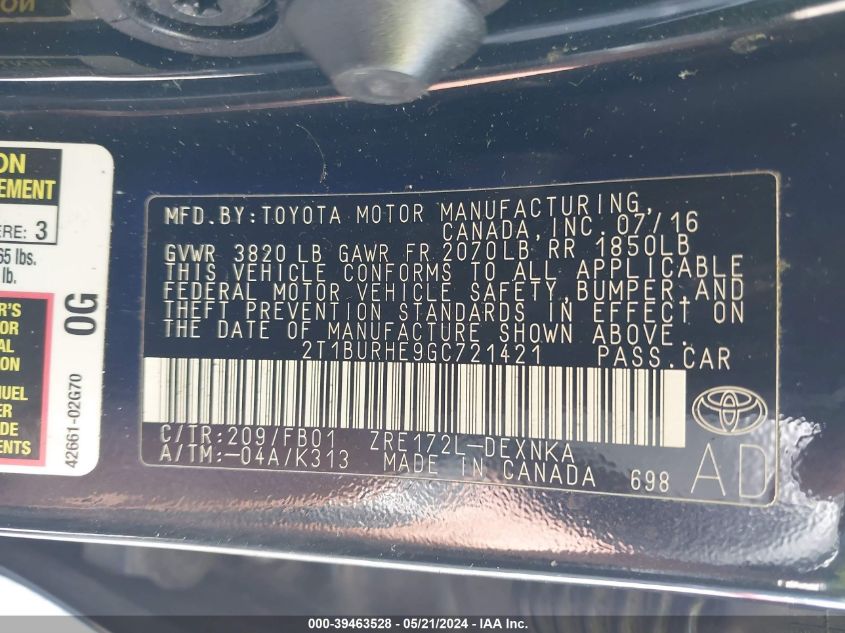 ON
EMENT
ERE: 3
65 lbs.
lb.
0G
R'S
OR
AL
ION
NUEL
ER
DE
NTS.
42661-02G70
MFD.BY:TOYOTA MOTOR MANUFACTURING,
CANADA, INC. 07/16
GVWR 3820 LB GAWR FR 2070LB RR 1850LB
THIS VEHICLE CONFORMS TO ALL APPLICABLE
FEDERAL MOTOR VEHICLE SAFETY,BUMPER,AND
THEFT PREVENTION STANDARDS IN EFFECT ON
THE DATE OF MANUFACTURE SHOWN ABOVE.
2T1BURHE9GC721421 PASS.CAR
C/TR:209/FB01 ZRE172L-DEXNKA
A/TM:-04A/K313 MADE IN CANADA 698
AD
000-39463528 - 05/21/2024 - IAA Inc.